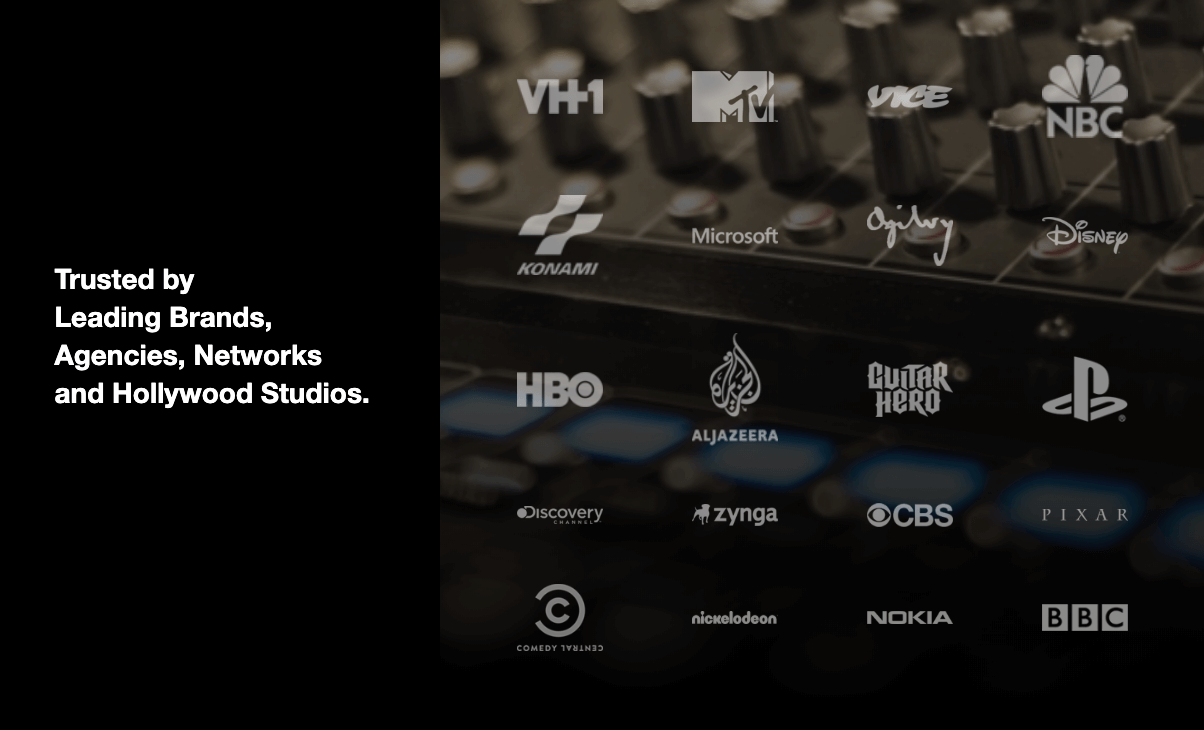 Trusted by
Leading Brands,
Agencies, Networks
and Hollywood Studios.
VH1 MTV VICE NBC
KONAMI Microsoft Ogilvy Disney
HBO ALJAZEERA GUITAR HERO PlayStation
Discovery CHANNEL zynga CBS PIXAR
COMEDY CENTRAL nickelodeon NOKIA BBC